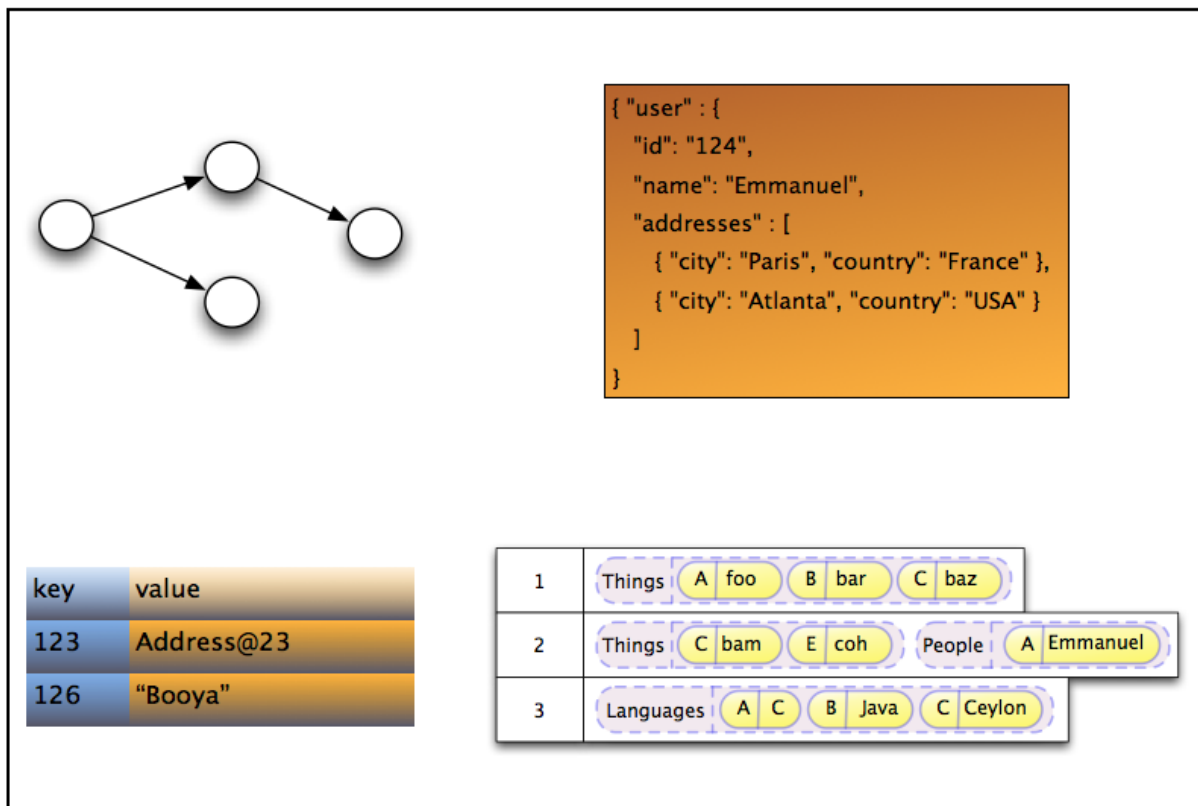 { "user" : {
"id": "124",
"name": "Emmanuel",
"addresses" : [
{ "city": "Paris", "country": "France" },
{ "city": "Atlanta", "country": "USA" }
]
}
key value
123 Address@23
126 “Booya”
1 Things A foo B bar C baz
2 Things C bam E coh People A Emmanuel
3 Languages A C B Java C Ceylon